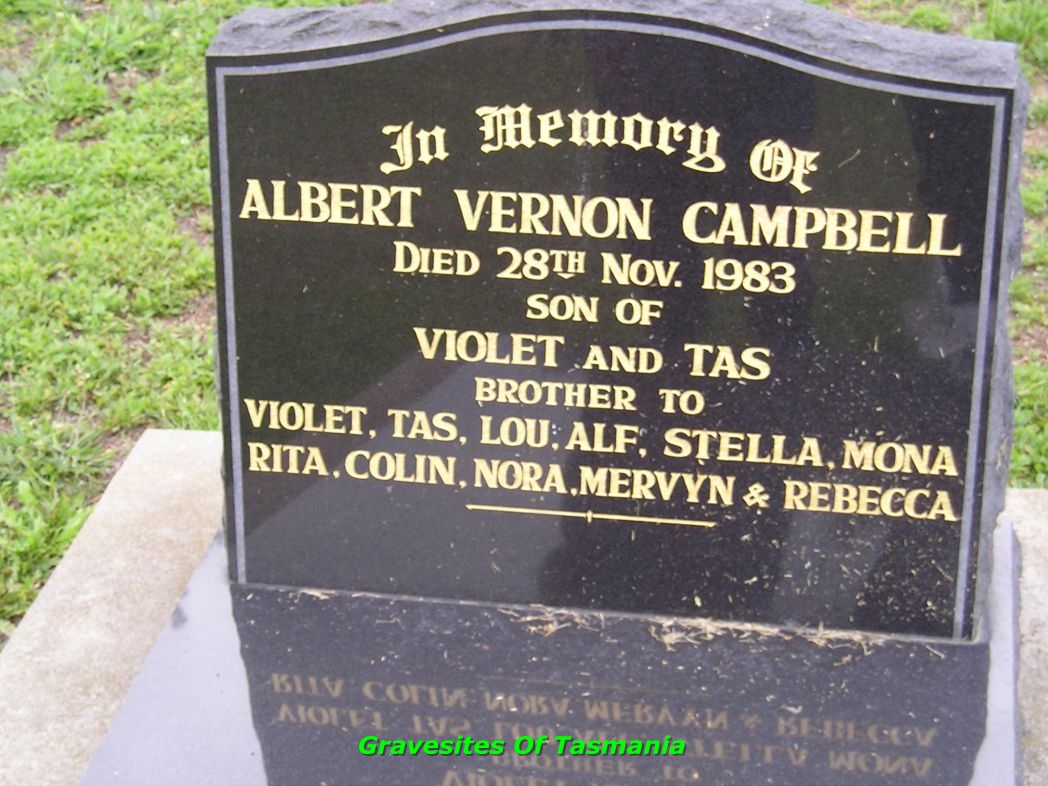 In Memory Of
ALBERT VERNON CAMPBELL
DIED 28TH NOV. 1983
SON OF
VIOLET AND TAS
BROTHER TO
VIOLET, TAS, LOU, ALF, STELLA, MONA
RITA, COLIN, NORA, MERVYN & REBECCA
Gravesites Of Tasmania